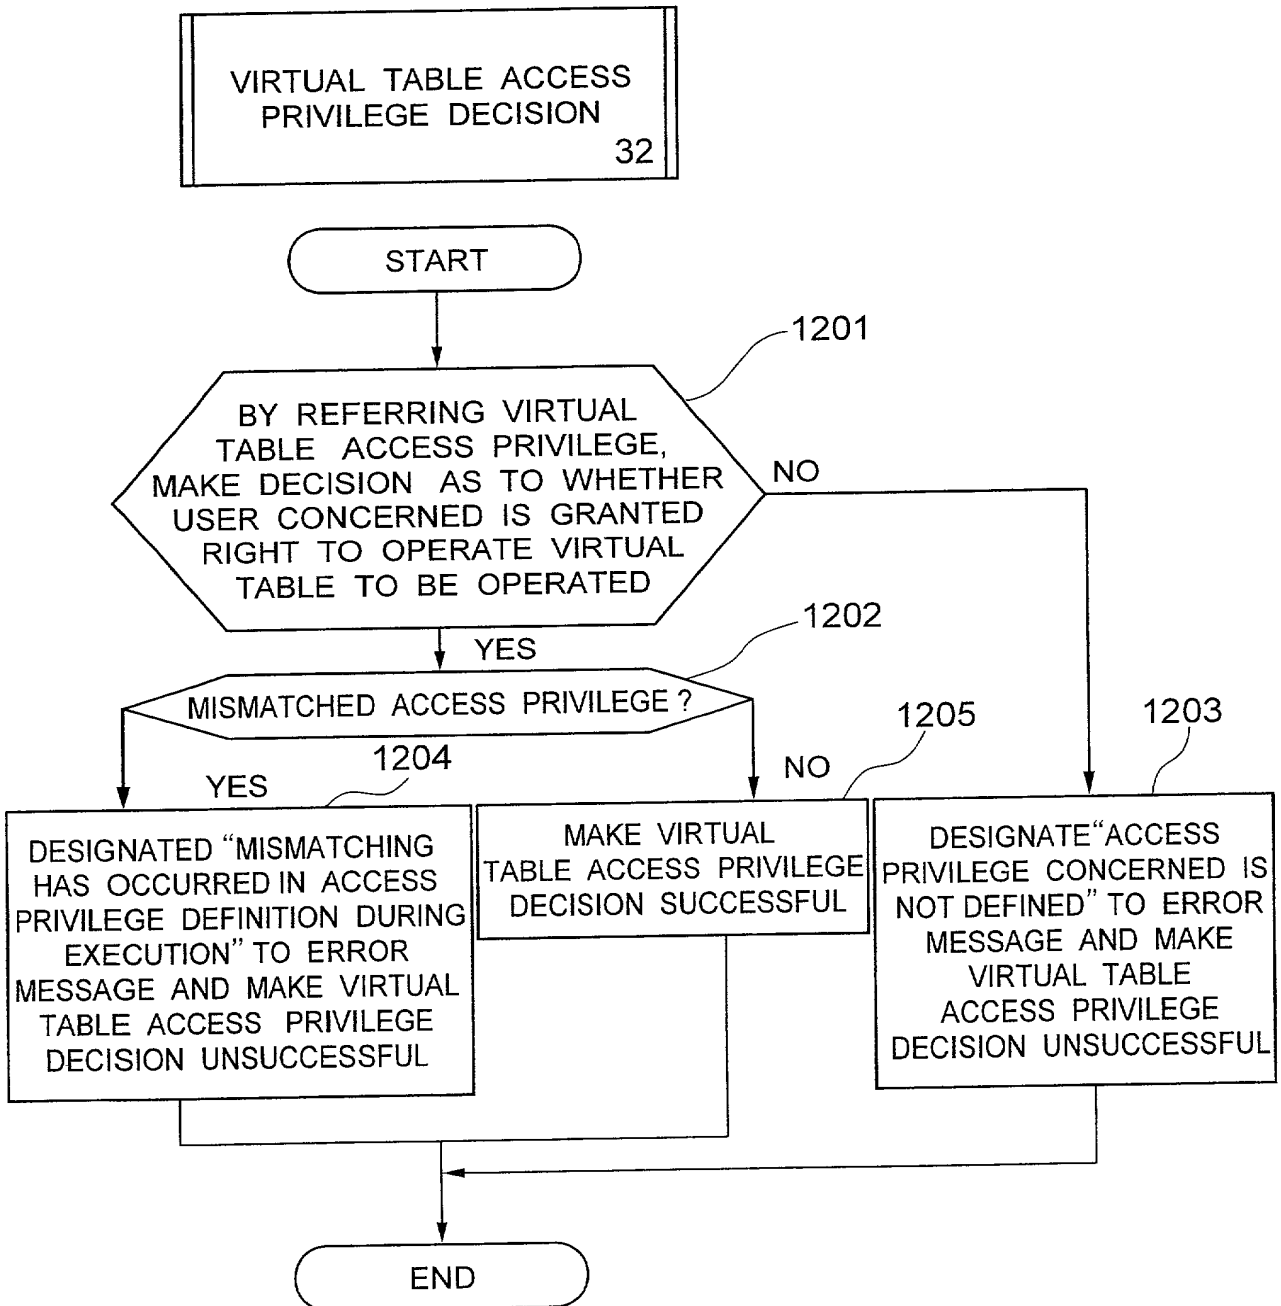 VIRTUAL TABLE ACCESS
PRIVILEGE DECISION
32
START
1201
BY REFERRING VIRTUAL
TABLE ACCESS PRIVILEGE,
MAKE DECISION AS TO WHETHER
USER CONCERNED IS GRANTED
RIGHT TO OPERATE VIRTUAL
TABLE TO BE OPERATED
NO
YES
1202
MISMATCHED ACCESS PRIVILEGE ?
YES
1204
NO
1205
1203
DESIGNATED “MISMATCHING
HAS OCCURRED IN ACCESS
PRIVILEGE DEFINITION DURING
EXECUTION” TO ERROR
MESSAGE AND MAKE VIRTUAL
TABLE ACCESS PRIVILEGE
DECISION UNSUCCESSFUL
MAKE VIRTUAL
TABLE ACCESS PRIVILEGE
DECISION SUCCESSFUL
DESIGNATE “ACCESS
PRIVILEGE CONCERNED IS
NOT DEFINED” TO ERROR
MESSAGE AND MAKE
VIRTUAL TABLE
ACCESS PRIVILEGE
DECISION UNSUCCESSFUL
END